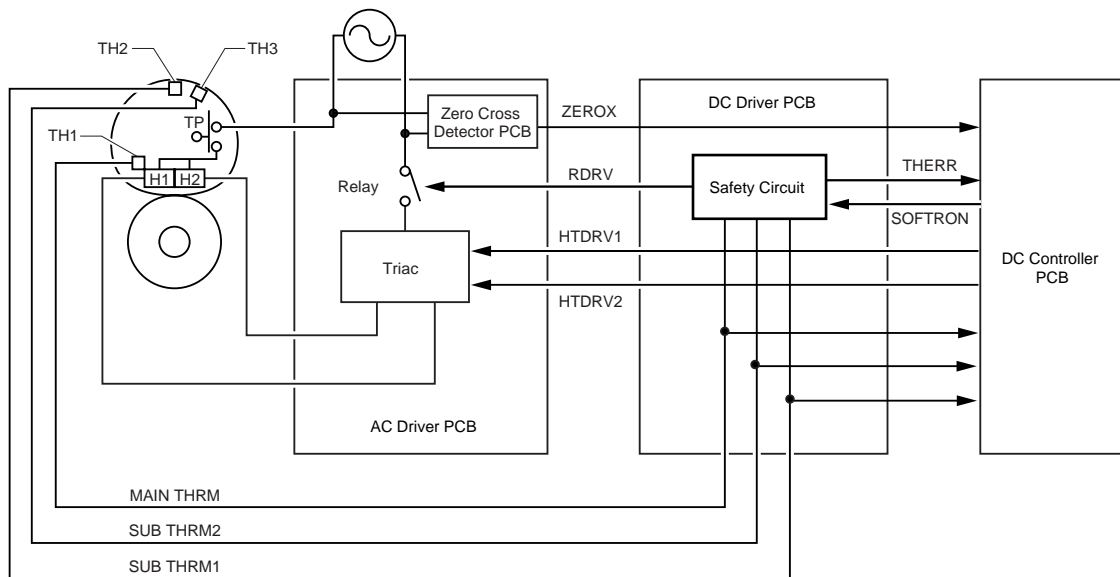 TH2
TH3
TP
TH1
H1
H2
Zero Cross
Detector PCB
ZEROX
DC Driver PCB
Relay
RDRV
Safety Circuit
THERR
SOFTRON
Triac
HTDRV1
HTDRV2
DC Controller
PCB
AC Driver PCB
MAIN THRM
SUB THRM2
SUB THRM1